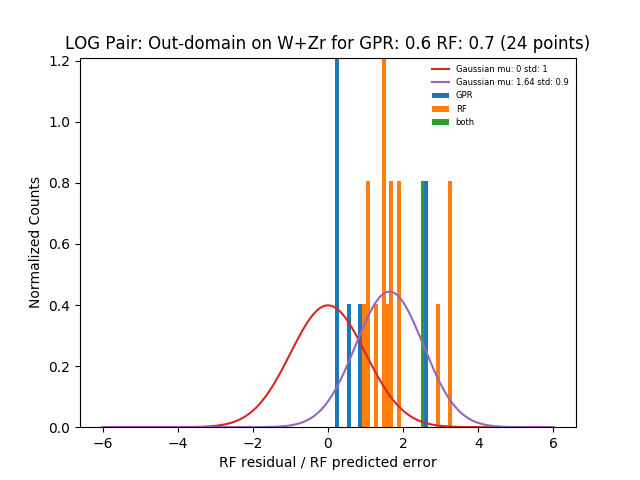 LOG Pair: Out-domain on W+Zr for GPR: 0.6 RF: 0.7 (24 points)
Gaussian mu: 0 std: 1
Gaussian mu: 1.64 std: 0.9
GPR
RF
both
Normalized Counts
1.2
1.0
0.8
0.6
0.4
0.2
0.0
−6
−4
−2
0
2
4
6
RF residual / RF predicted error